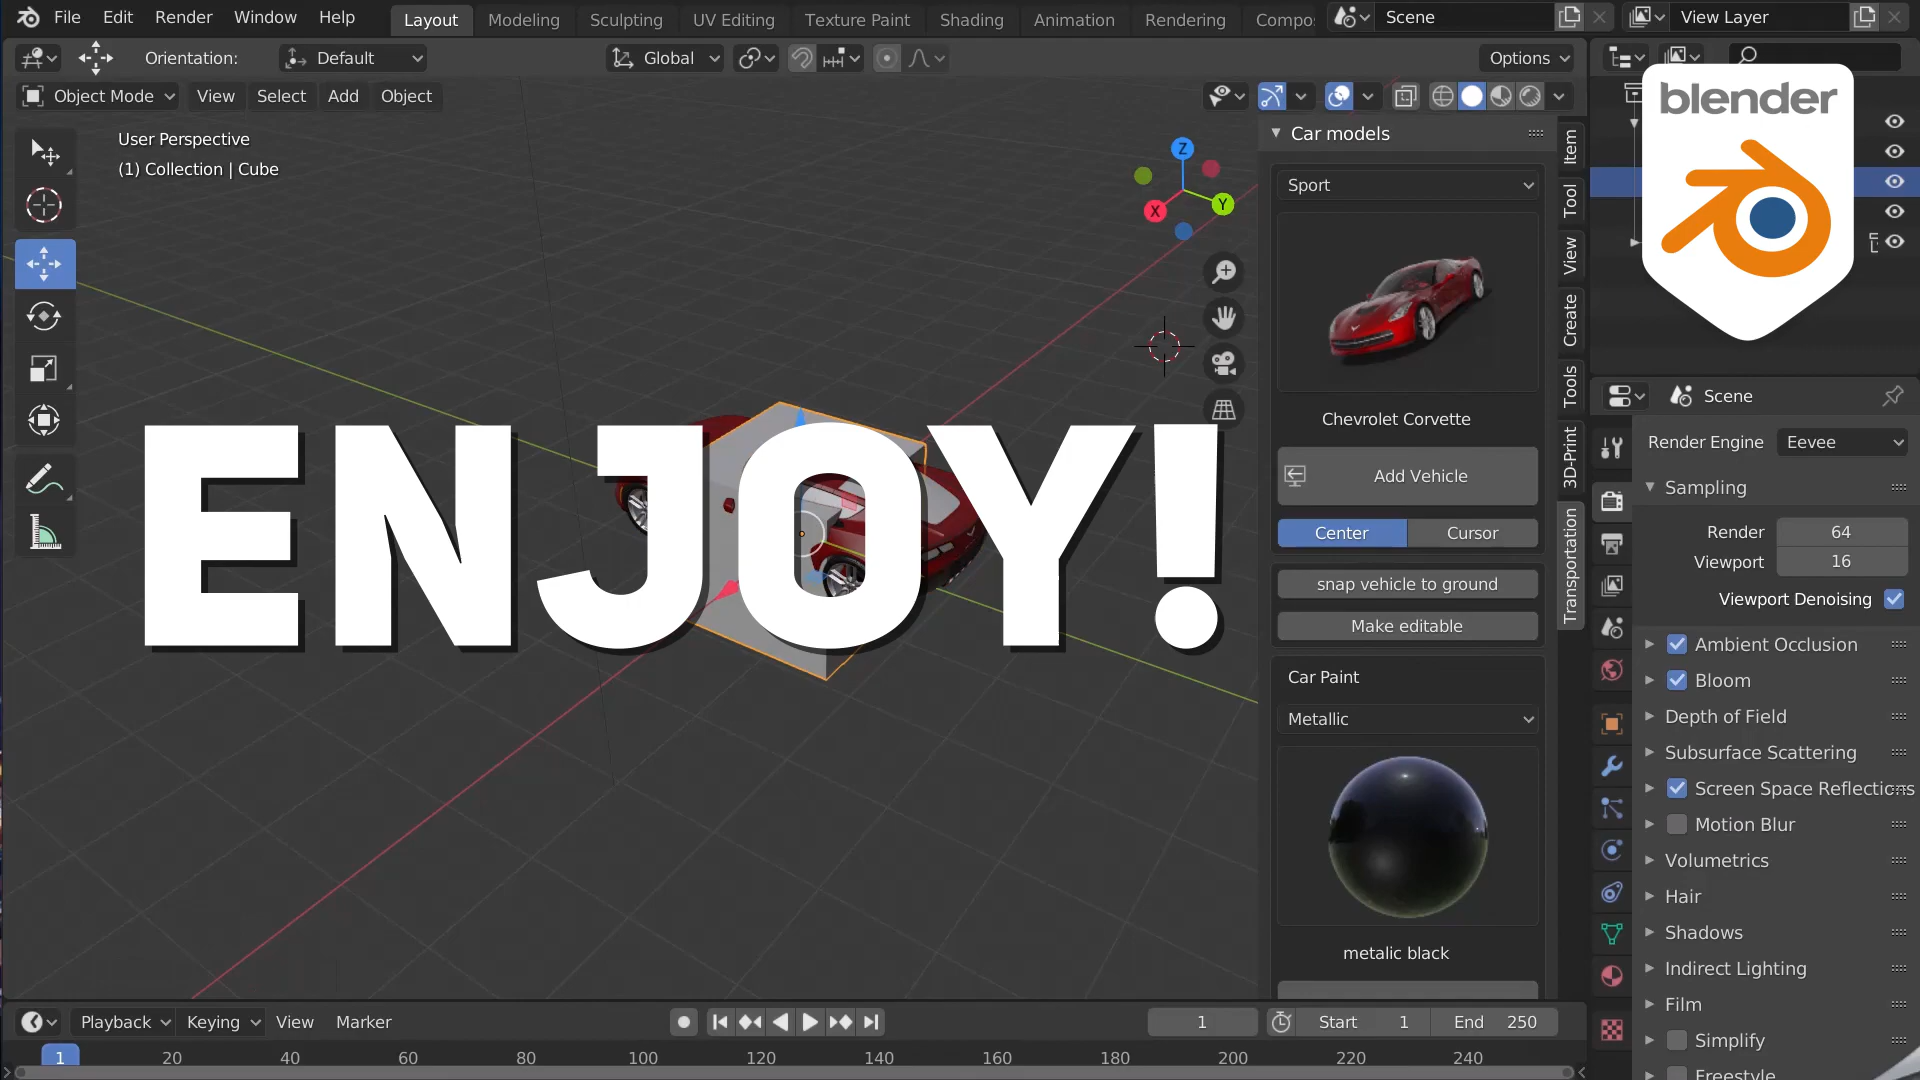 File Edit Render Window Help Layout Modeling Sculpting UV Editing Texture Paint Shading Animation Rendering Scene View Layer
Orientation: Default Global Options
Object Mode View Select Add Object
User Perspective
(1) Collection | Cube
Z
X
Y
ENJOY!
Car models
Sport
Chevrolet Corvette
Add Vehicle
Center Cursor
snap vehicle to ground
Make editable
Car Paint
Metallic
metalic black
Item
Tool
View
Create
Tools
3D-Print
Transportation
blender
Scene
Render Engine Eevee
Sampling
Render 64
Viewport 16
Viewport Denoising
Ambient Occlusion
Bloom
Depth of Field
Subsurface Scattering
Screen Space Reflections
Motion Blur
Volumetrics
Hair
Shadows
Indirect Lighting
Film
Simplify
Freestyle
Playback Keying View Marker 1 Start 1 End 250
1 20 40 60 80 100 120 140 160 180 200 220 240